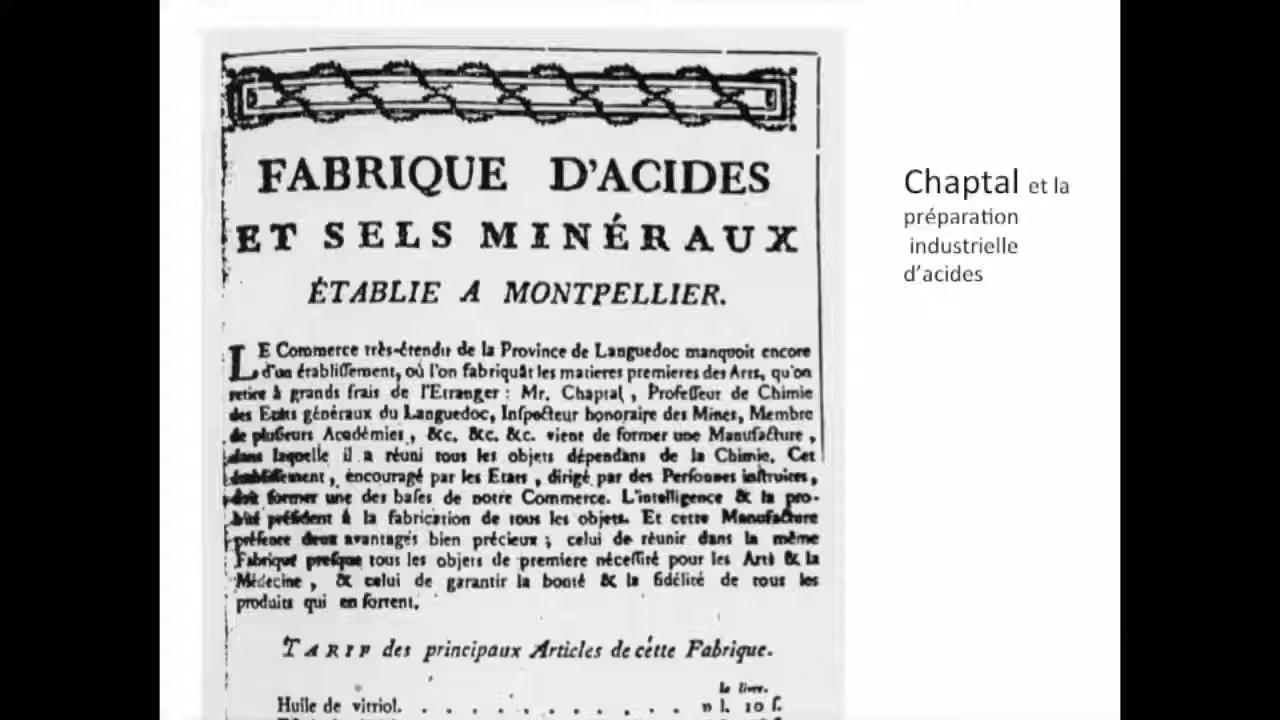 FABRIQUE D'ACIDES
ET SELS MINÉRAUX
ÉTABLIE A MONTPELLIER.
LE Commerce très-étendu de la Province de Languedoc manquoit encore
d'un établiſſement, où l'on fabriquât les matieres premieres des Arts, qu'on
retire à grands frais de l'Etranger : Mr. Chaptal, Profeſſeur de Chimie
des Etats généraux du Languedoc, Inſpecteur honoraire des Mines, Membre
de pluſieurs Académies, &c. &c. &c. vient de former une Manufacture,
dans laquelle il a réuni tous les objets dépendans de la Chimie. Cet
établiſſement, encouragé par les Etats, dirigé par des Perſonnes inſtruites,
doit former une des baſes de notre Commerce. L'intelligence & la pro-
bité préſident à la fabrication de tous les objets. Et cette Manufacture
préſente deux avantages bien précieux ; celui de réunir dans la même
Fabrique preſque tous les objets de premiere néceſſité pour les Arts & la
Médecine, & celui de garantir la bonté & la fidélité de tous les
produits qui en ſortent.
TARIF des principaux Articles de cétte Fabrique.
la livre.
Huile de vitriol. . . . . . . . . . . . » l. 10 ſ.
Chaptal et la
préparation
industrielle
d'acides